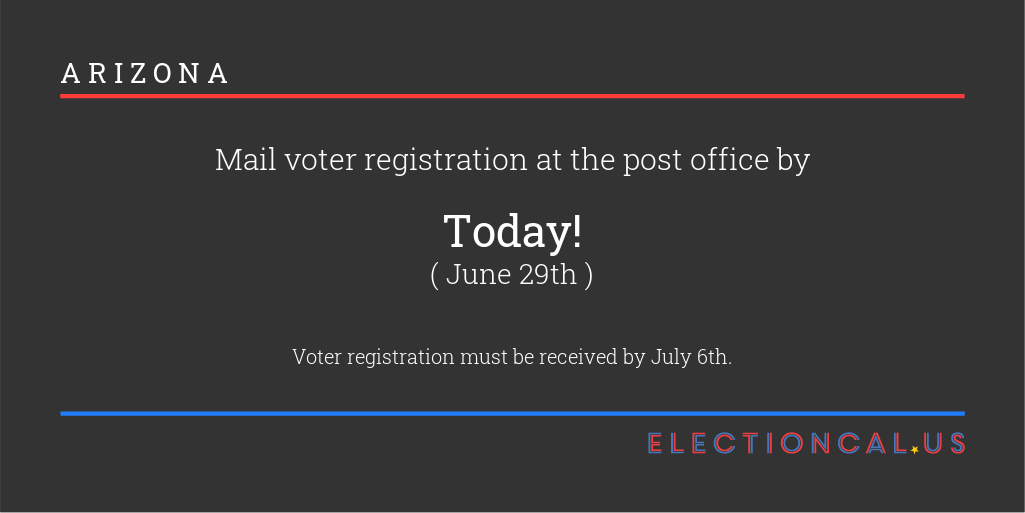 ARIZONA
Mail voter registration at the post office by
Today!
( June 29th )
Voter registration must be received by July 6th.
ELECTIONCAL.US